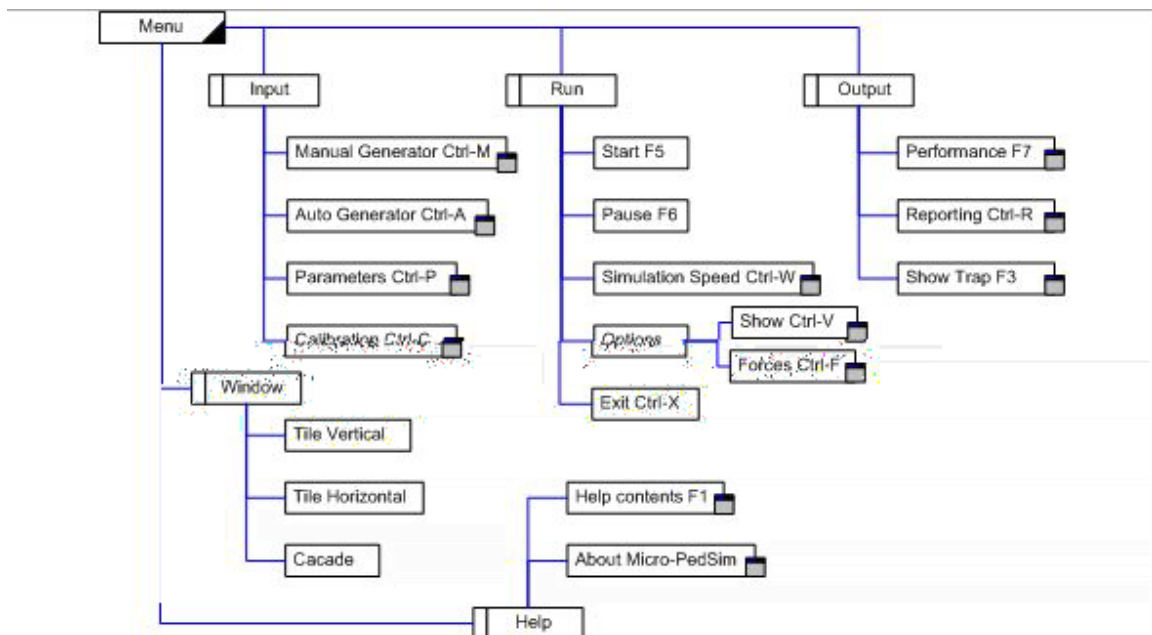 Menu
Input
Run
Output
Manual Generator Ctrl-M
Start F5
Performance F7
Auto Generator Ctrl-A
Pause F6
Reporting Ctrl-R
Parameters Ctrl-P
Simulation Speed Ctrl-W
Show Trap F3
Calibration Ctrl-C
Options
Show Ctrl-V
Forces Ctrl-F
Window
Exit Ctrl-X
Tile Vertical
Tile Horizontal
Help contents F1
Cacade
About Micro-PedSim
Help